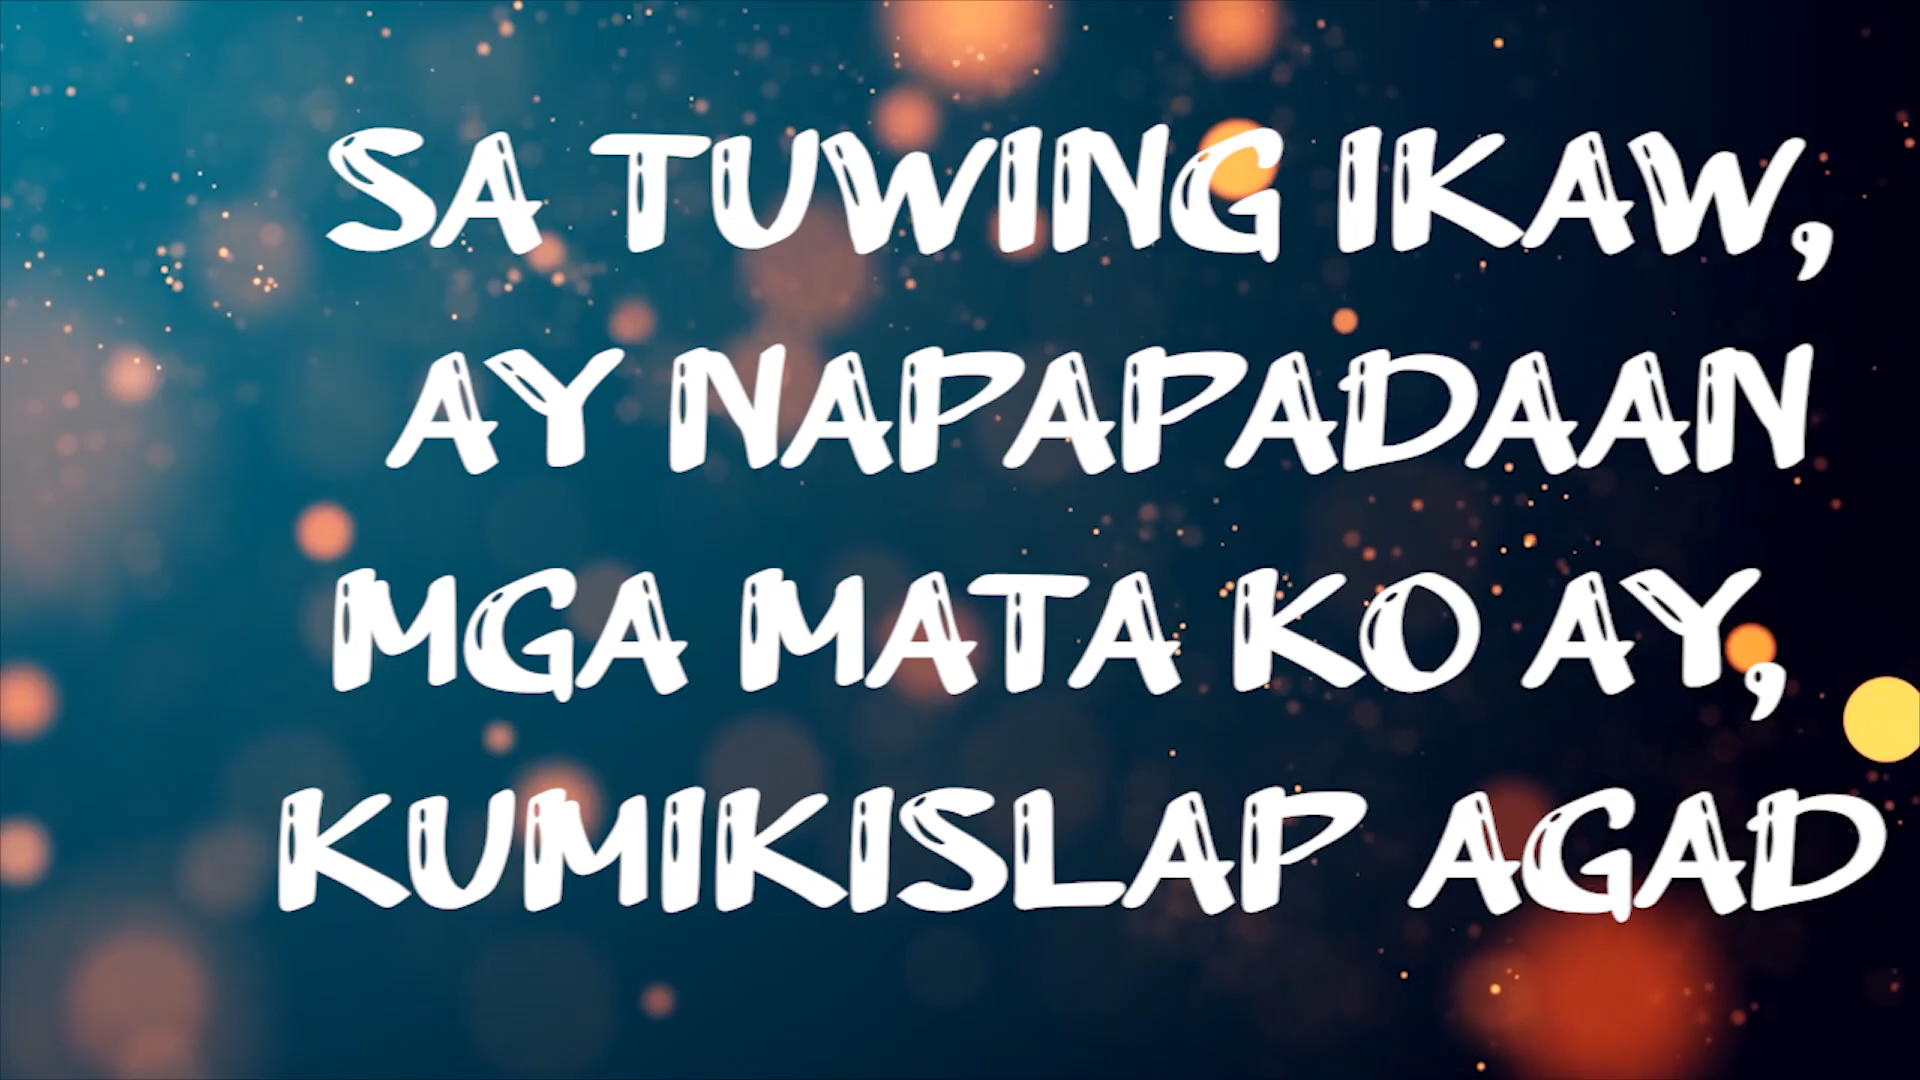 SA TUWING IKAW,
AY NAPAPADAAN
MGA MATA KO AY,
KUMIKISLAP AGAD